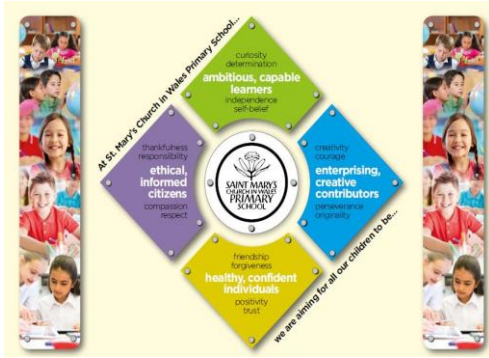 At St. Mary's Church in Wales Primary School...
curiosity
determination
ambitious, capable
learners
independence
self-belief
thankfulness
responsibility
ethical,
informed
citizens
compassion
respect
SAINT MARY'S
CHURCH IN WALES
PRIMARY
SCHOOL
creativity
courage
enterprising,
creative
contributors
perseverance
originality
friendship
forgiveness
healthy, confident
individuals
positivity
trust
we are aiming for all our children to be...